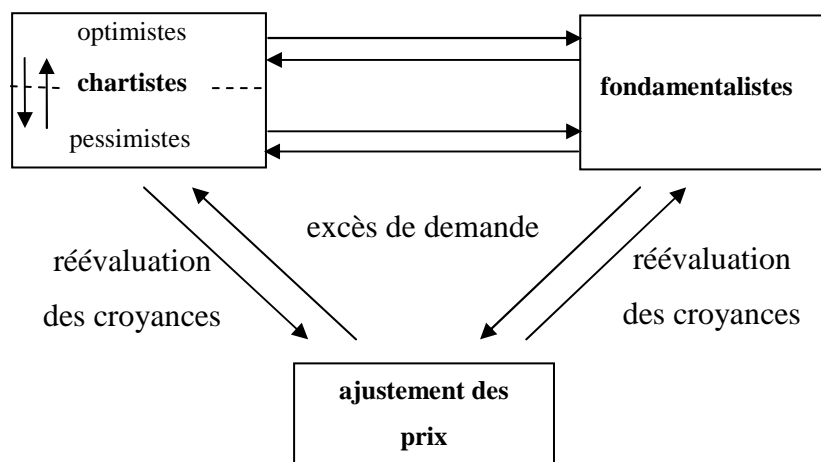 optimistes
chartistes
pessimistes
fondamentalistes
excès de demande
réévaluation
des croyances
réévaluation
des croyances
ajustement des
prix